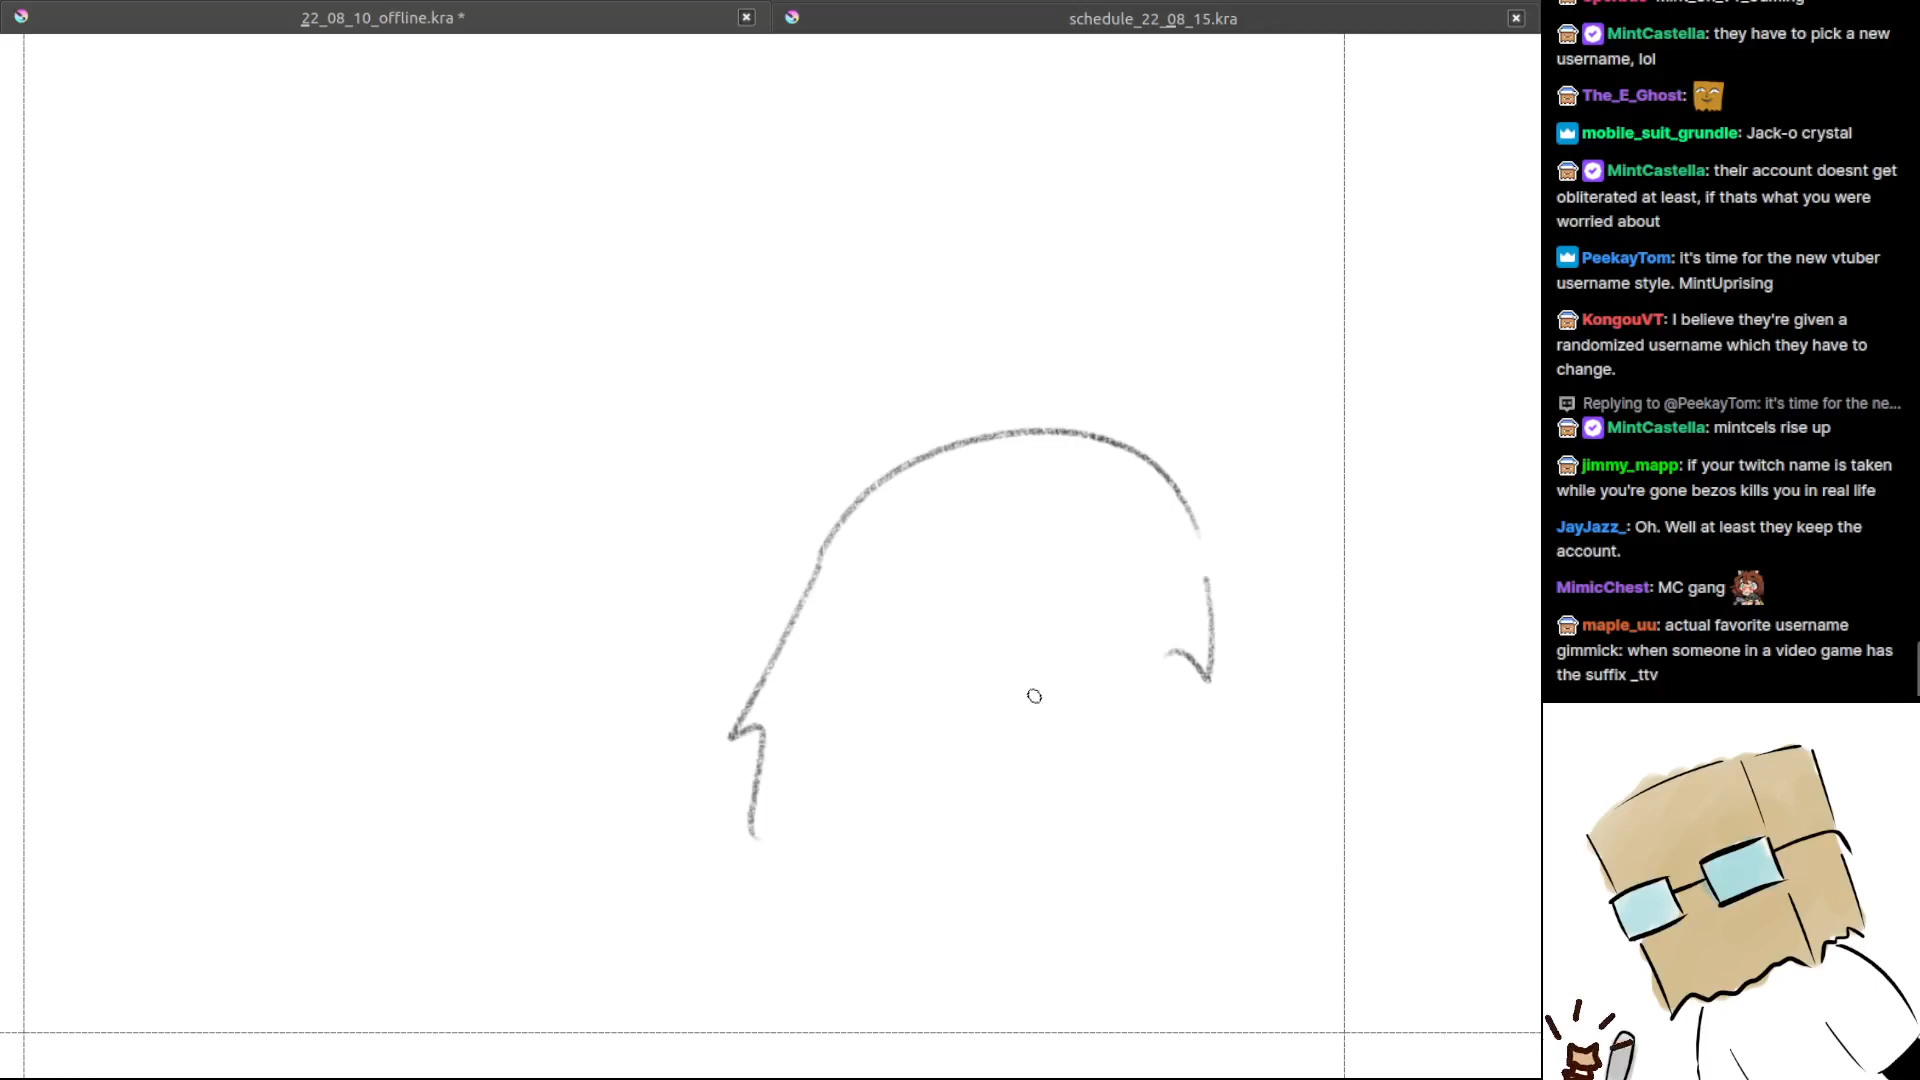 22_08_10_offline.kra *
schedule_22_08_15.kra
MintCastella: they have to pick a new
username, lol
The_E_Ghost:
mobile_suit_grundle: Jack-o crystal
MintCastella: their account doesnt get
obliterated at least, if thats what you were
worried about
PeekayTom: it's time for the new vtuber
username style. MintUprising
KongouVT: I believe they're given a
randomized username which they have to
change.
Replying to @PeekayTom: it's time for the ne...
MintCastella: mintcels rise up
jimmy_mapp: if your twitch name is taken
while you're gone bezos kills you in real life
JayJazz_: Oh. Well at least they keep the
account.
MimicChest: MC gang
maple_uu: actual favorite username
gimmick: when someone in a video game has
the suffix _ttv